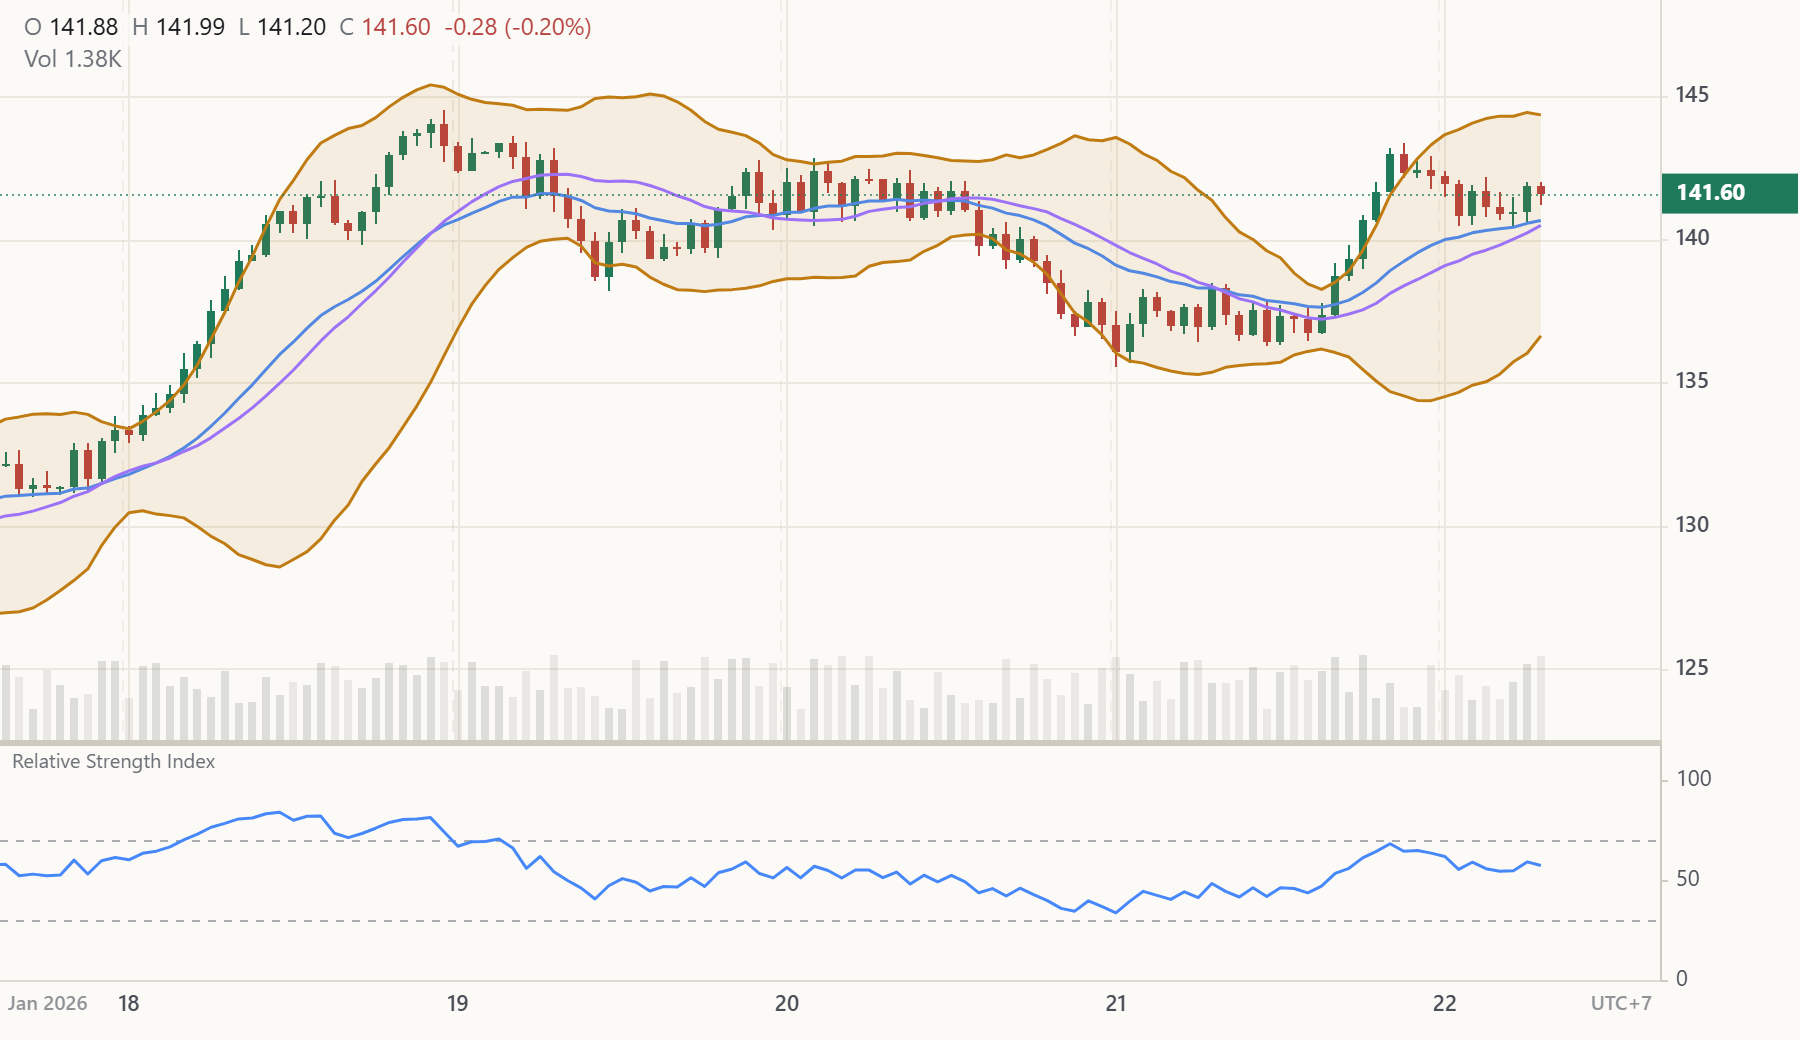 O 141.88 H 141.99 L 141.20 C 141.60 -0.28 (-0.20%)
Vol 1.38K
145
141.60
140
135
130
125
Relative Strength Index
100
50
0
Jan 2026 18 19 20 21 22 UTC+7